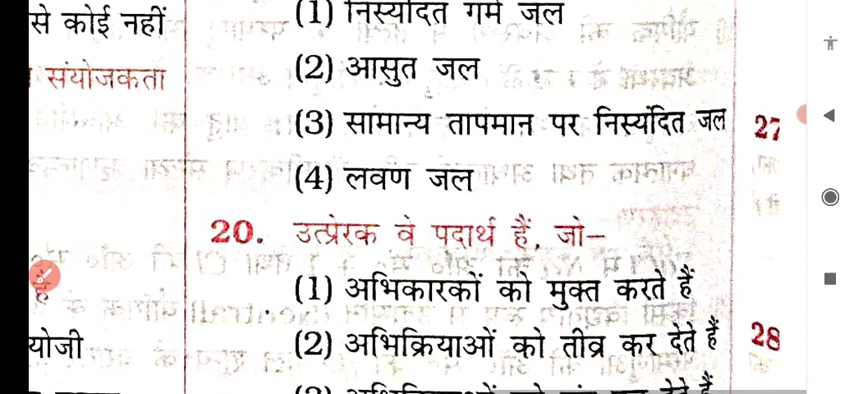 से कोई नहीं
संयोजकता
है
योजी
(1) निस्यंदित गर्म जल
(2) आसुत जल
(3) सामान्य तापमान पर निस्यंदित जल
(4) लवण जल
20. उत्प्रेरक वे पदार्थ हैं, जो–
(1) अभिकारकों को मुक्त करते हैं
(2) अभिक्रियाओं को तीव्र कर देते हैं
27
28